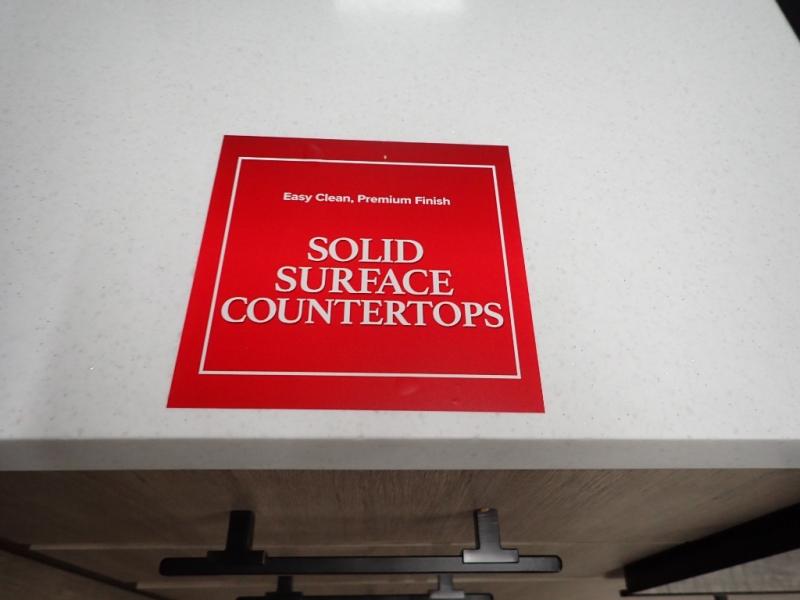 Easy Clean, Premium Finish
SOLID
SURFACE
COUNTERTOPS